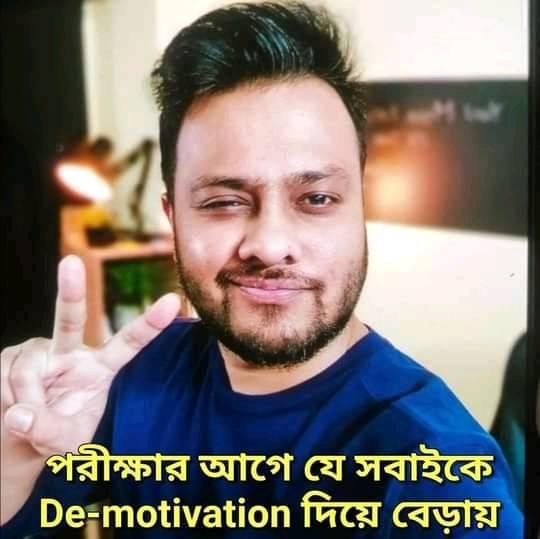 পরীক্ষার আগে যে সবাইকে
De-motivation দিয়ে বেড়ায়